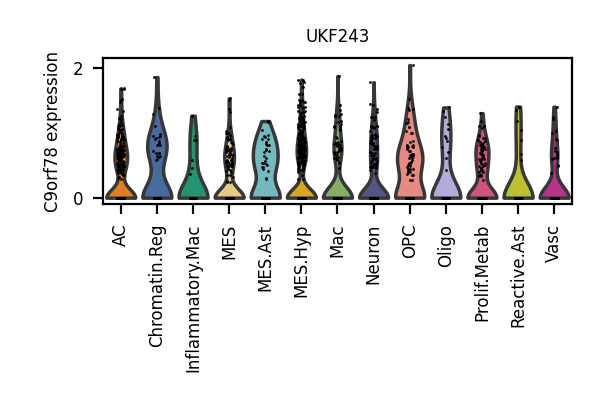 UKF243
C9orf78 expression
2
0
AC
Chromatin.Reg
Inflammatory.Mac
MES
MES.Ast
MES.Hyp
Mac
Neuron
OPC
Oligo
Prolif.Metab
Reactive.Ast
Vasc